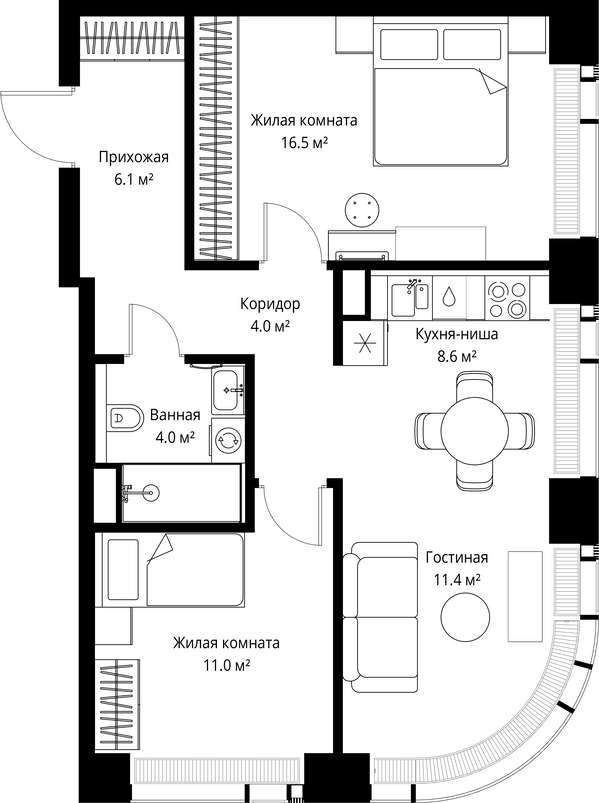 Жилая комната
16.5 м²
Прихожая
6.1 м²
Коридор
4.0 м²
Кухня-ниша
8.6 м²
Ванная
4.0 м²
Гостиная
11.4 м²
Жилая комната
11.0 м²